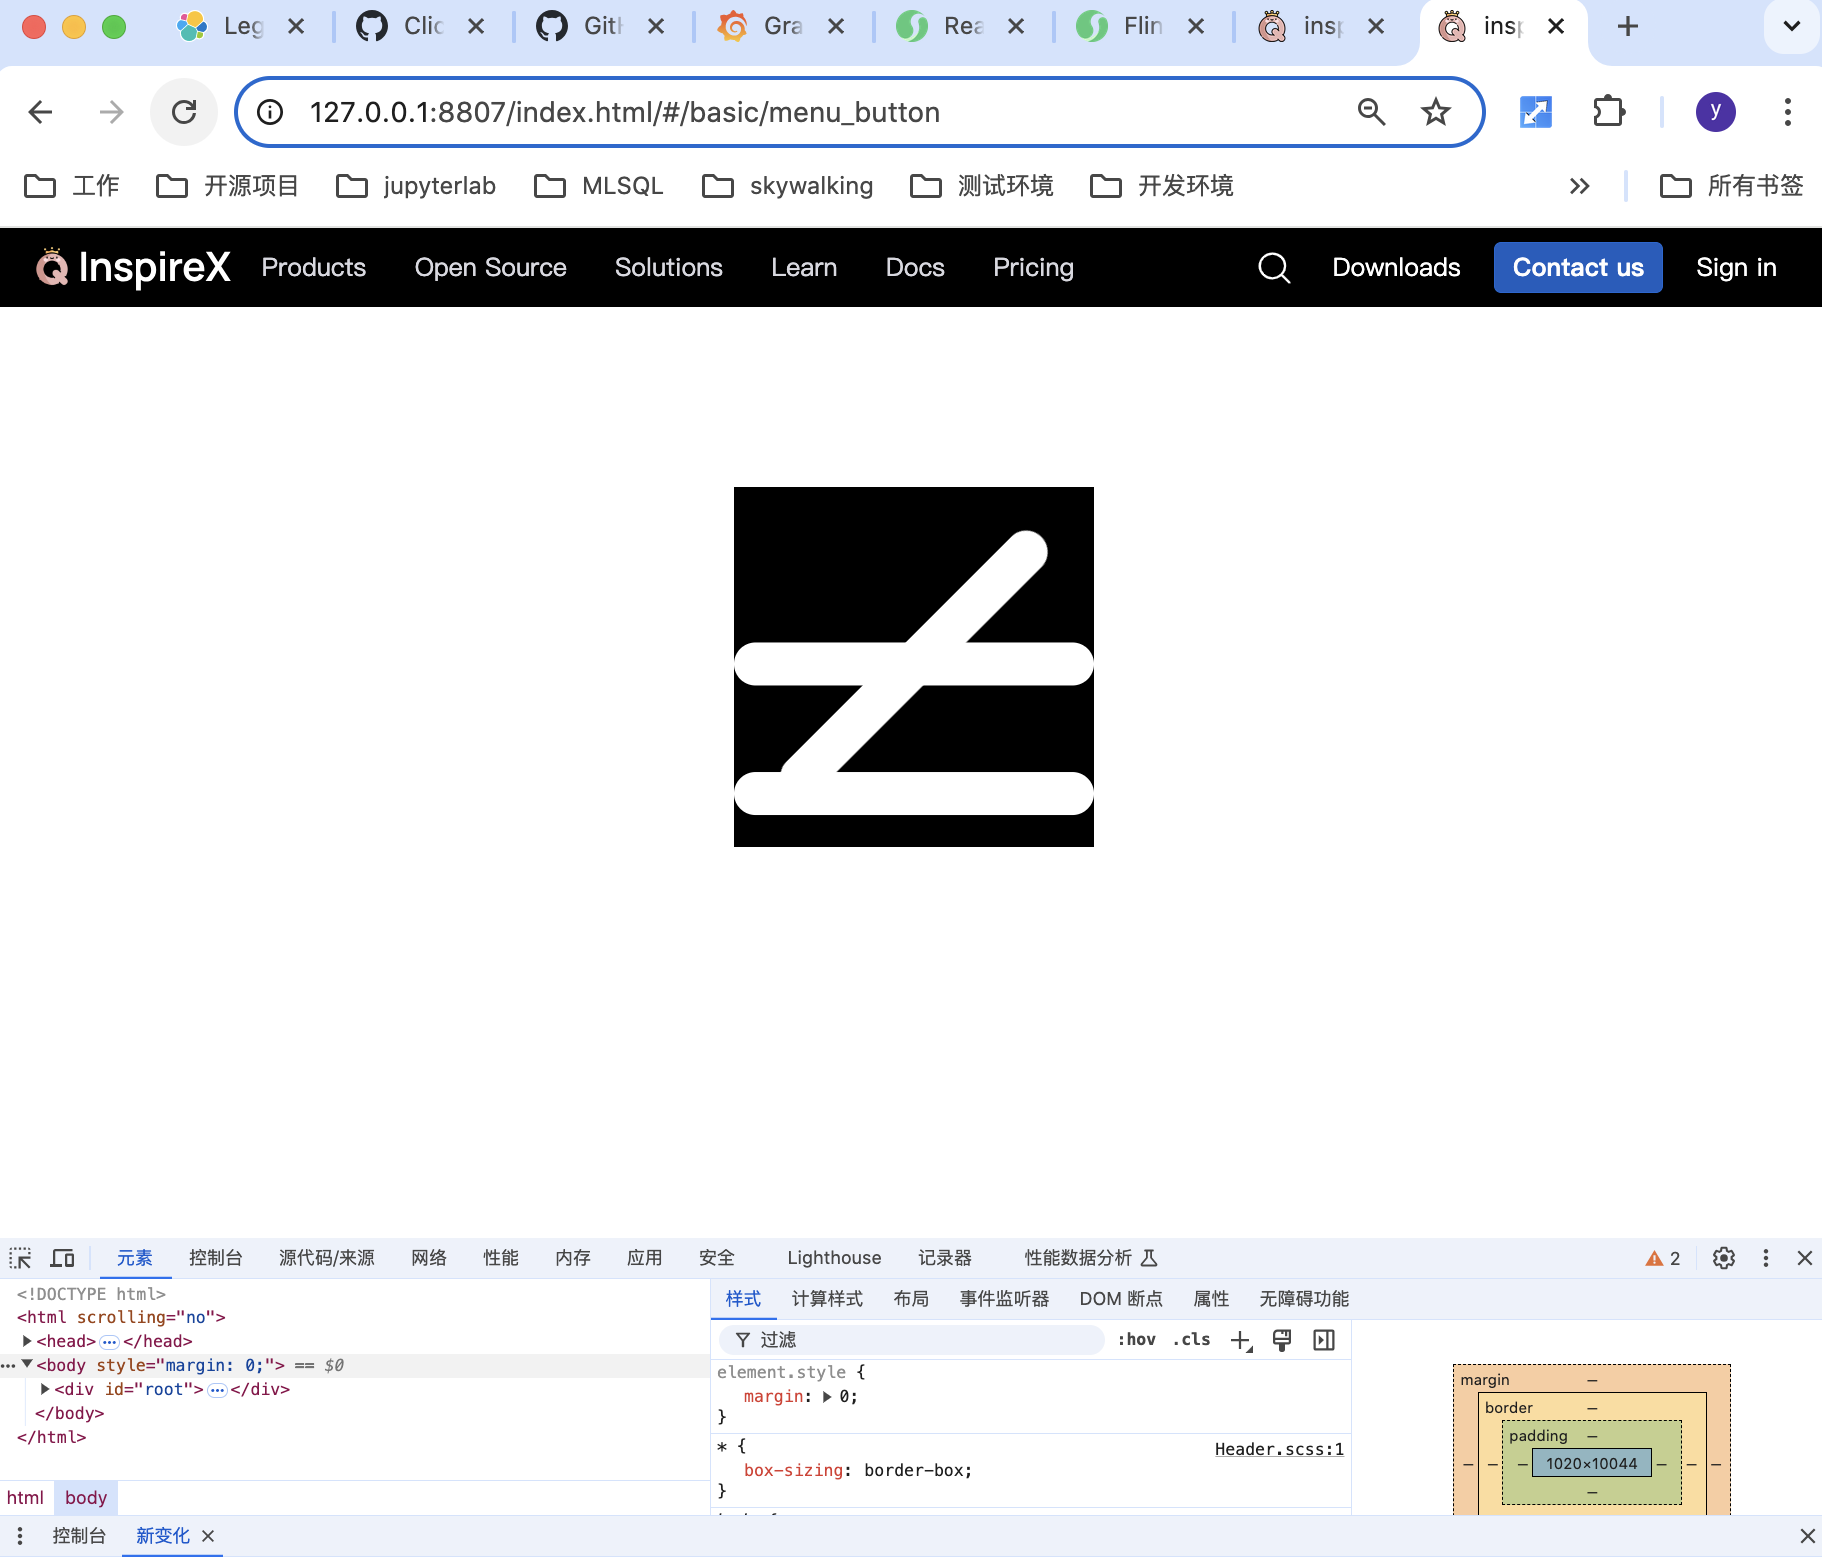 Leg
Clic
Git
Gra
Rea
Flin
insp
insp
127.0.0.1:8807/index.html/#/basic/menu_button
y
工作
开源项目
jupyterlab
MLSQL
skywalking
测试环境
开发环境
所有书签
InspireX
Products
Open Source
Solutions
Learn
Docs
Pricing
Downloads
Contact us
Sign in
元素
控制台
源代码/来源
网络
性能
内存
应用
安全
Lighthouse
记录器
性能数据分析
2
<!DOCTYPE html>
<html scrolling="no">
<head>…</head>
<body style="margin: 0;"> == $0
<div id="root">…</div>
</body>
</html>
html
body
样式
计算样式
布局
事件监听器
DOM 断点
属性
无障碍功能
过滤
:hov
.cls
element.style {
margin: 0;
}
* {
Header.scss:1
box-sizing: border-box;
}
margin
–
border
–
padding
–
– – – 1020×10044 – – –
–
控制台
新变化